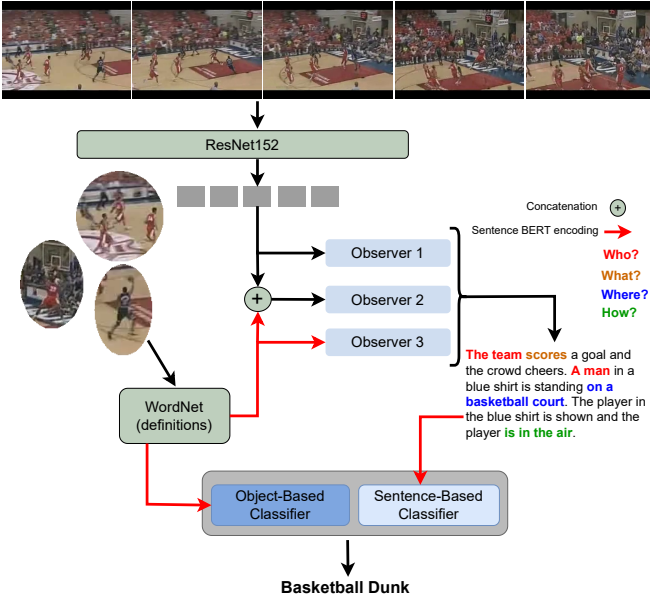 ResNet152
Concatenation
+
Sentence BERT encoding
Observer 1
Who?
What?
+
Observer 2
Where?
How?
Observer 3
The team scores a goal and
the crowd cheers. A man in a
blue shirt is standing on a
basketball court. The player in
the blue shirt is shown and the
player is in the air.
WordNet
(definitions)
Object-Based
Classifier
Sentence-Based
Classifier
Basketball Dunk